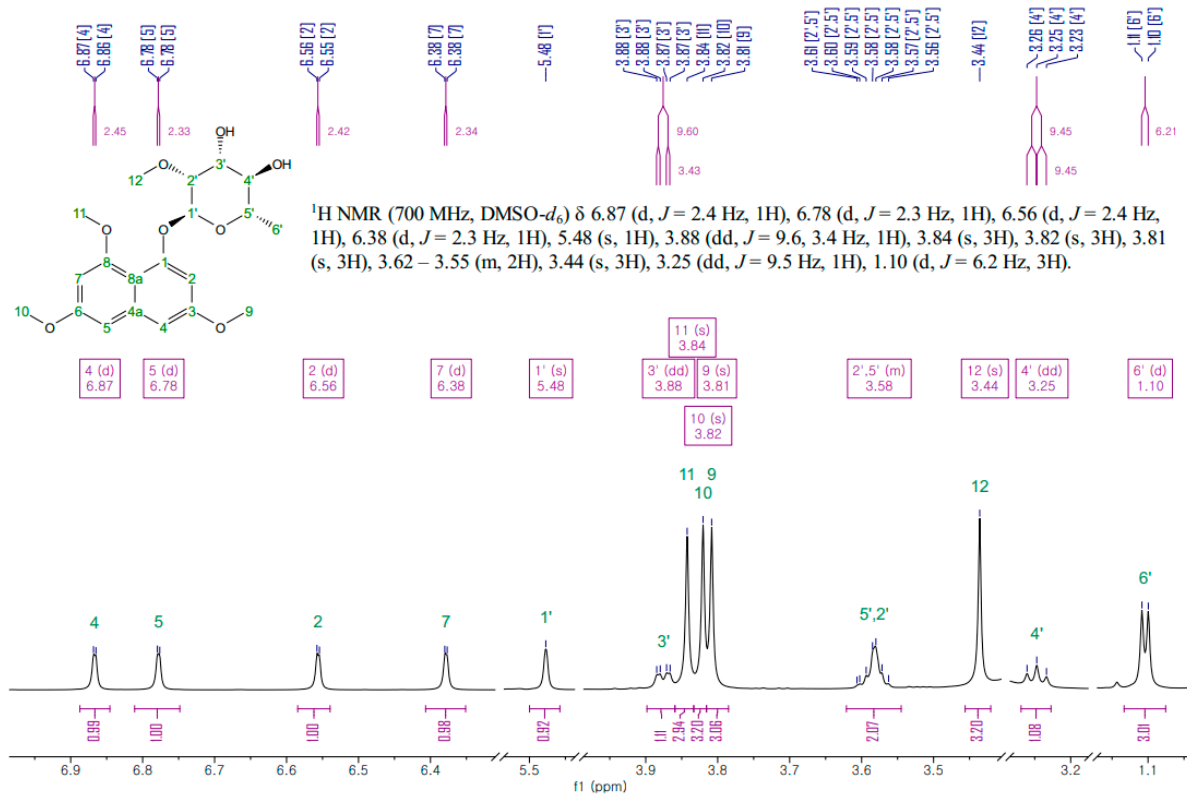 6.87 [4]
6.86 [4]
6.78 [5]
6.78 [5]
6.56 [2]
6.55 [2]
6.38 [7]
6.38 [7]
5.48 [1']
3.88 [3']
3.88 [3']
3.87 [3']
3.87 [3']
3.84 [11]
3.82 [10]
3.81 [9]
3.61 [2',5']
3.60 [2',5']
3.59 [2',5']
3.58 [2',5']
3.58 [2',5']
3.57 [2',5']
3.56 [2',5']
3.44 [12]
3.26 [4']
3.25 [4']
3.23 [4']
1.11 [6']
1.10 [6']
2.45 2.33 2.42 2.34 9.60 9.45 6.21
3.43 9.45
OH
O 3' OH
12 2' 4'
11 1' 5'
O O O 6'
8 1
7 8a 2
10 6 4a 3 9
O 5 4 O
¹H NMR (700 MHz, DMSO-d₆) δ 6.87 (d, J = 2.4 Hz, 1H), 6.78 (d, J = 2.3 Hz, 1H), 6.56 (d, J = 2.4 Hz,
1H), 6.38 (d, J = 2.3 Hz, 1H), 5.48 (s, 1H), 3.88 (dd, J = 9.6, 3.4 Hz, 1H), 3.84 (s, 3H), 3.82 (s, 3H), 3.81
(s, 3H), 3.62 – 3.55 (m, 2H), 3.44 (s, 3H), 3.25 (dd, J = 9.5 Hz, 1H), 1.10 (d, J = 6.2 Hz, 3H).
11 (s)
3.84
4 (d) 5 (d) 2 (d) 7 (d) 1' (s) 3' (dd) 9 (s) 2',5' (m) 12 (s) 4' (dd) 6' (d)
6.87 6.78 6.56 6.38 5.48 3.88 3.81 3.58 3.44 3.25 1.10
10 (s)
3.82
11 9
10 12
4 5 2 7 1' 3' 5',2' 4' 6'
0.99 1.00 1.00 0.98 0.92 1.11 2.94 3.20 3.06 2.07 3.20 1.08 3.01
6.9 6.8 6.7 6.6 6.5 6.4 5.5 3.9 3.8 3.7 3.6 3.5 3.2 1.1
f1 (ppm)